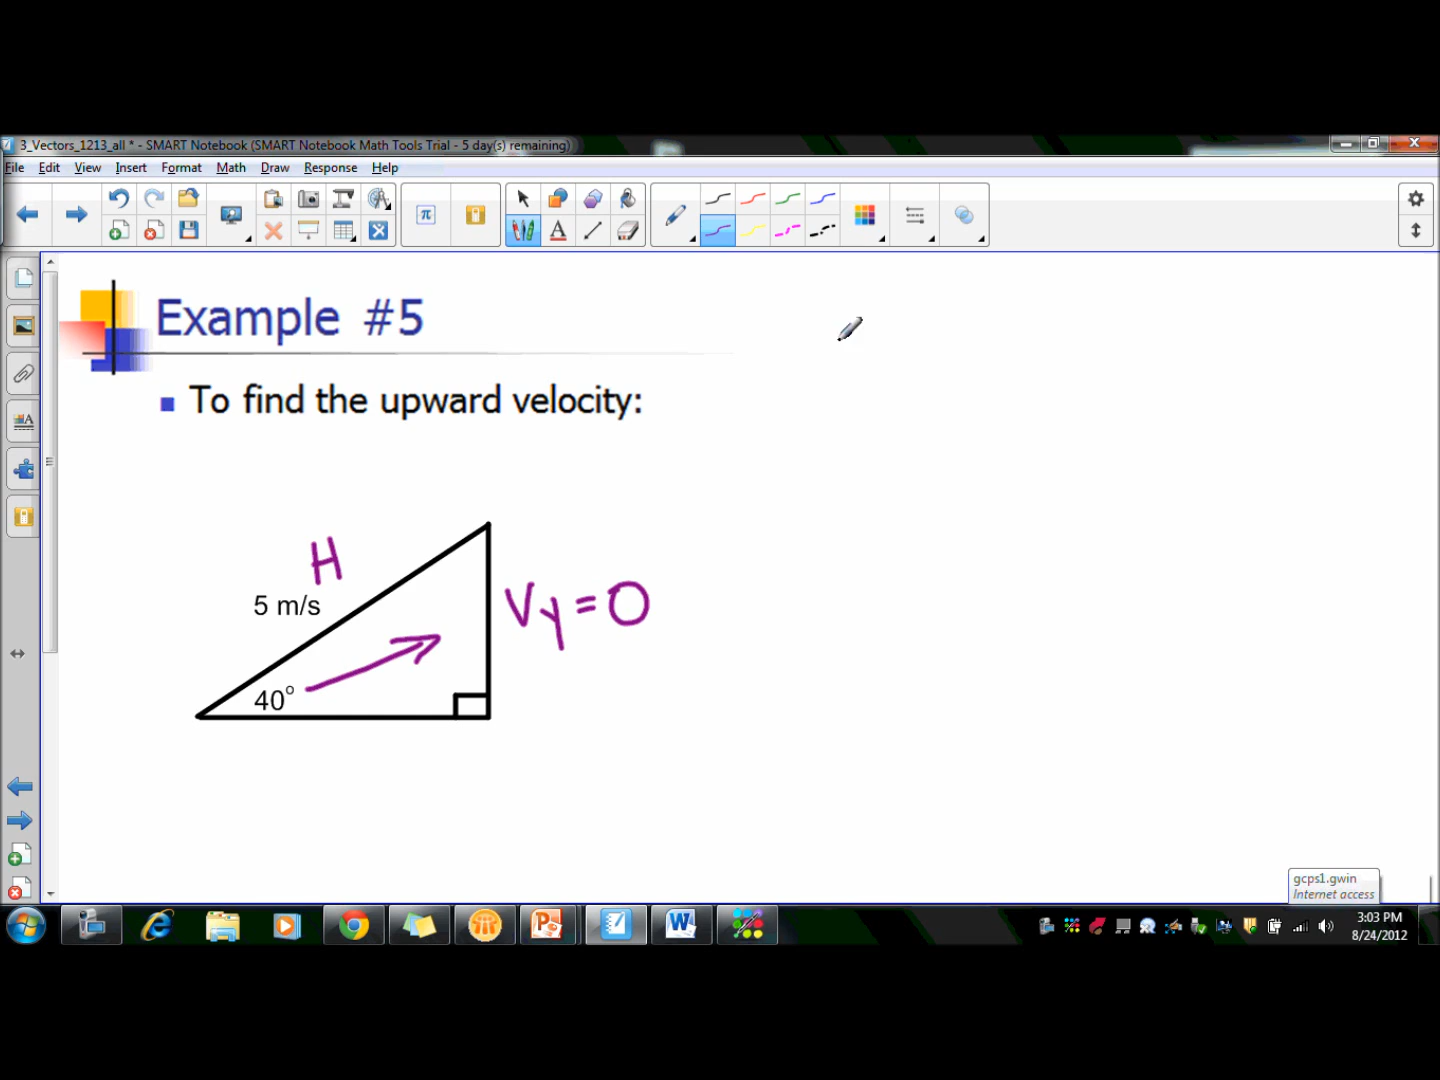 3_Vectors_1213_all * - SMART Notebook (SMART Notebook Math Tools Trial - 5 day(s) remaining)
File Edit View Insert Format Math Draw Response Help
Example #5
To find the upward velocity:
H
5 m/s
Vy=O
40°
gcps1.gwin
Internet access
3:03 PM
8/24/2012